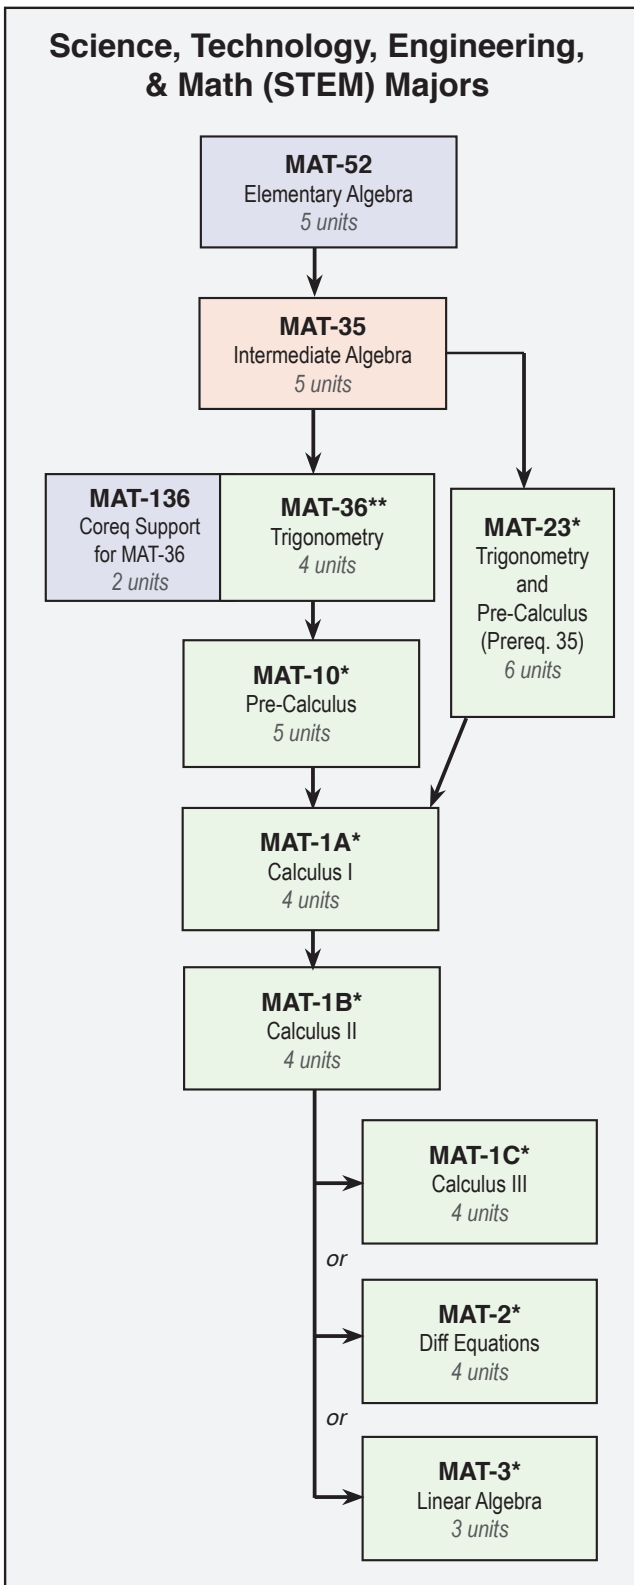 Science, Technology, Engineering,
& Math (STEM) Majors
MAT-52
Elementary Algebra
5 units
MAT-35
Intermediate Algebra
5 units
MAT-136
Coreq Support
for MAT-36
2 units
MAT-36**
Trigonometry
4 units
MAT-23*
Trigonometry
and
Pre-Calculus
(Prereq. 35)
6 units
MAT-10*
Pre-Calculus
5 units
MAT-1A*
Calculus I
4 units
MAT-1B*
Calculus II
4 units
MAT-1C*
Calculus III
4 units
or
MAT-2*
Diff Equations
4 units
or
MAT-3*
Linear Algebra
3 units